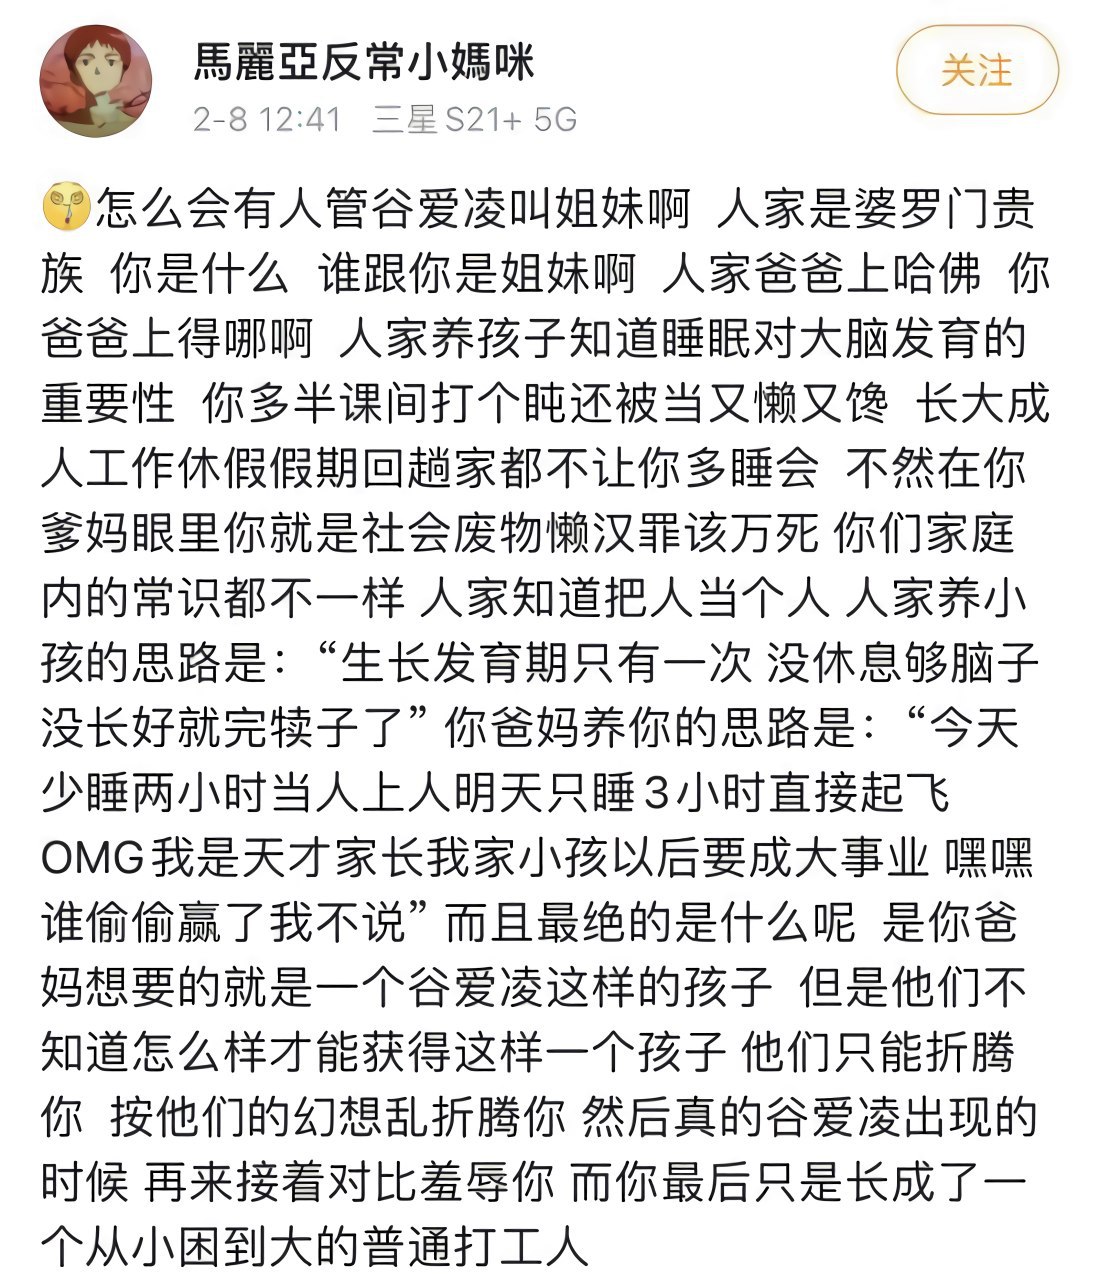 馬麗亞反常小媽咪
关注
2-8 12:41 三星 S21+ 5G
怎么会有人管谷爱凌叫姐妹啊 人家是婆罗门贵
族 你是什么 谁跟你是姐妹啊 人家爸爸上哈佛 你
爸爸上得哪啊 人家养孩子知道睡眠对大脑发育的
重要性 你多半课间打个盹还被当又懒又馋 长大成
人工作休假假期回趟家都不让你多睡会 不然在你
爹妈眼里你就是社会废物懒汉罪该万死 你们家庭
内的常识都不一样 人家知道把人当个人 人家养小
孩的思路是：“生长发育期只有一次 没休息够脑子
没长好就完犊子了” 你爸妈养你的思路是：“今天
少睡两小时当人上人明天只睡3小时直接起飞
OMG我是天才家长我家小孩以后要成大事业 嘿嘿
谁偷偷赢了我不说” 而且最绝的是什么呢 是你爸
妈想要的就是一个谷爱凌这样的孩子 但是他们不
知道怎么样才能获得这样一个孩子 他们只能折腾
你 按他们的幻想乱折腾你 然后真的谷爱凌出现的
时候 再来接着对比羞辱你 而你最后只是长成了一
个从小困到大的普通打工人